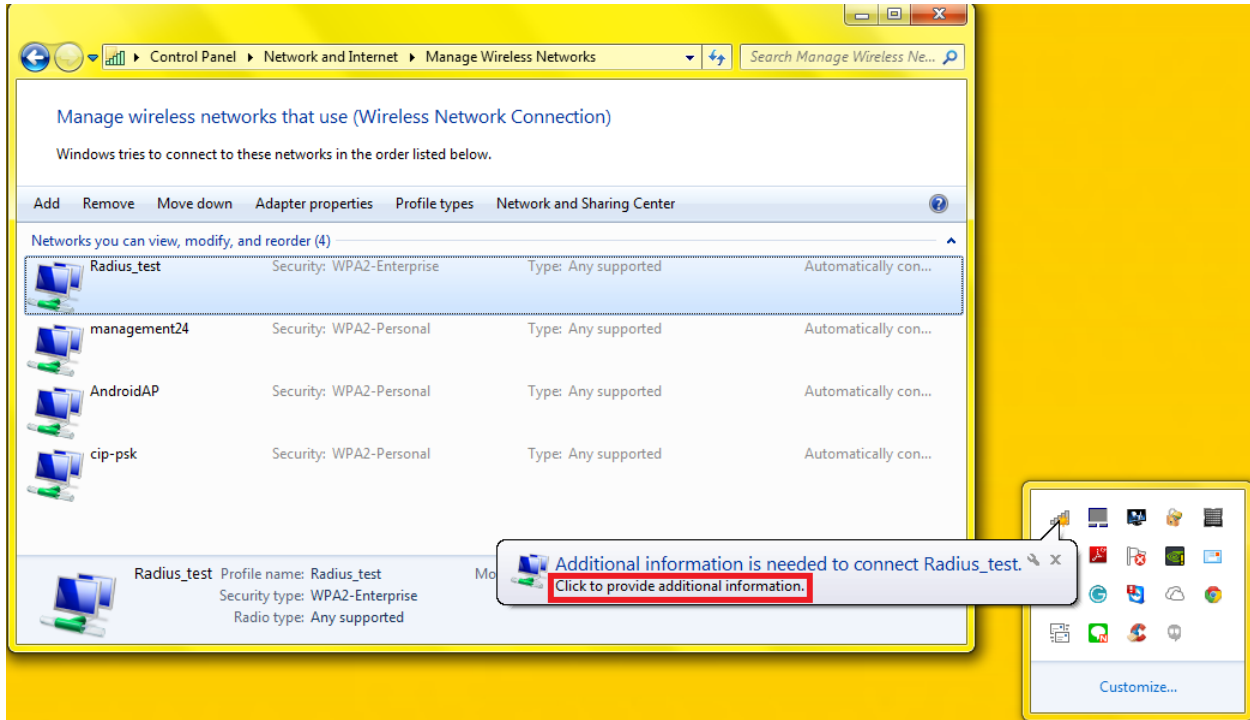 Control Panel Network and Internet Manage Wireless Networks Search Manage Wireless Ne...
Manage wireless networks that use (Wireless Network Connection)
Windows tries to connect to these networks in the order listed below.
Add Remove Move down Adapter properties Profile types Network and Sharing Center
Networks you can view, modify, and reorder (4)
Radius_test Security: WPA2-Enterprise Type: Any supported Automatically con...
management24 Security: WPA2-Personal Type: Any supported Automatically con...
AndroidAP Security: WPA2-Personal Type: Any supported Automatically con...
cip-psk Security: WPA2-Personal Type: Any supported Automatically con...
Radius_test Profile name: Radius_test Mo
Security type: WPA2-Enterprise
Radio type: Any supported
Additional information is needed to connect Radius_test.
Click to provide additional information.
Customize...